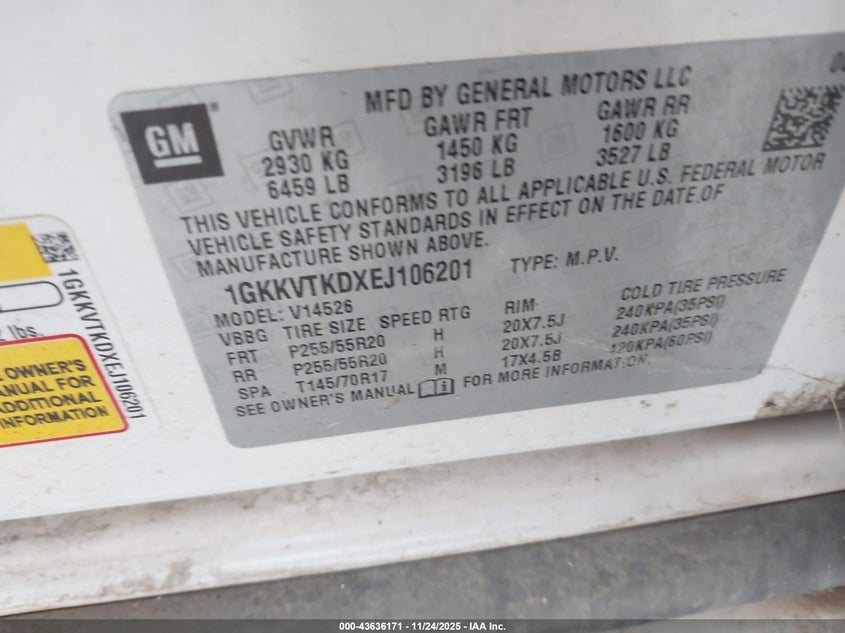 MFD BY GENERAL MOTORS LLC
GM
GVWR GAWR FRT GAWR RR
2930 KG 1450 KG 1600 KG
6459 LB 3196 LB 3527 LB
THIS VEHICLE CONFORMS TO ALL APPLICABLE U.S. FEDERAL MOTOR
VEHICLE SAFETY STANDARDS IN EFFECT ON THE DATE OF
MANUFACTURE SHOWN ABOVE.
1GKKVTKDXEJ106201 TYPE: M.P.V.
MODEL: V14526
VBBG TIRE SIZE SPEED RTG RIM COLD TIRE PRESSURE
FRT P255/55R20 H 20X7.5J 240KPA(35PSI)
RR P255/55R20 H 20X7.5J 240KPA(35PSI)
SPA T145/70R17 M 17X4.5B 420KPA(60PSI)
SEE OWNER'S MANUAL FOR MORE INFORMATION.
1GKKVTKDXEJ106201
lbs.
OWNER'S
MANUAL FOR
ADDITIONAL
INFORMATION
000-43636171 - 11/24/2025 - IAA Inc.